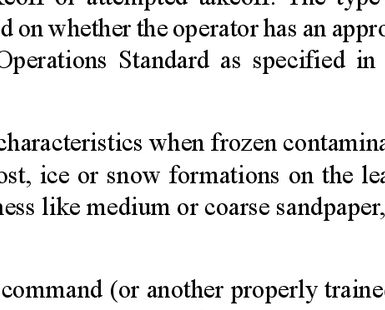 or attempted takeoff. The type
d on whether the operator has an appro
Operations Standard as specified in
characteristics when frozen contamina
ost, ice or snow formations on the lea
ness like medium or coarse sandpaper,
command (or another properly traine